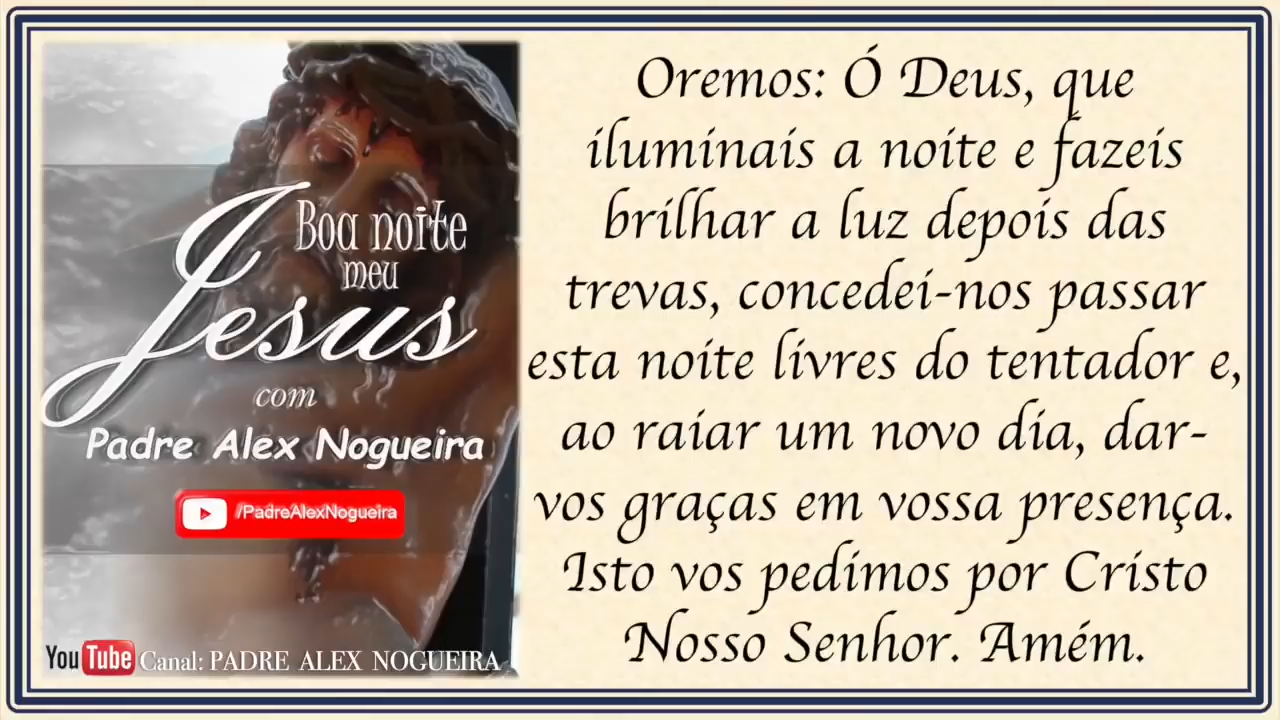 Boa noite
meu
Jesus
com
Padre Alex Nogueira
/PadreAlexNogueira
YouTube Canal: PADRE ALEX NOGUEIRA
Oremos: Ó Deus, que
iluminais a noite e fazeis
brilhar a luz depois das
trevas, concedei-nos passar
esta noite livres do tentador e,
ao raiar um novo dia, dar-
vos graças em vossa presença.
Isto vos pedimos por Cristo
Nosso Senhor. Amém.